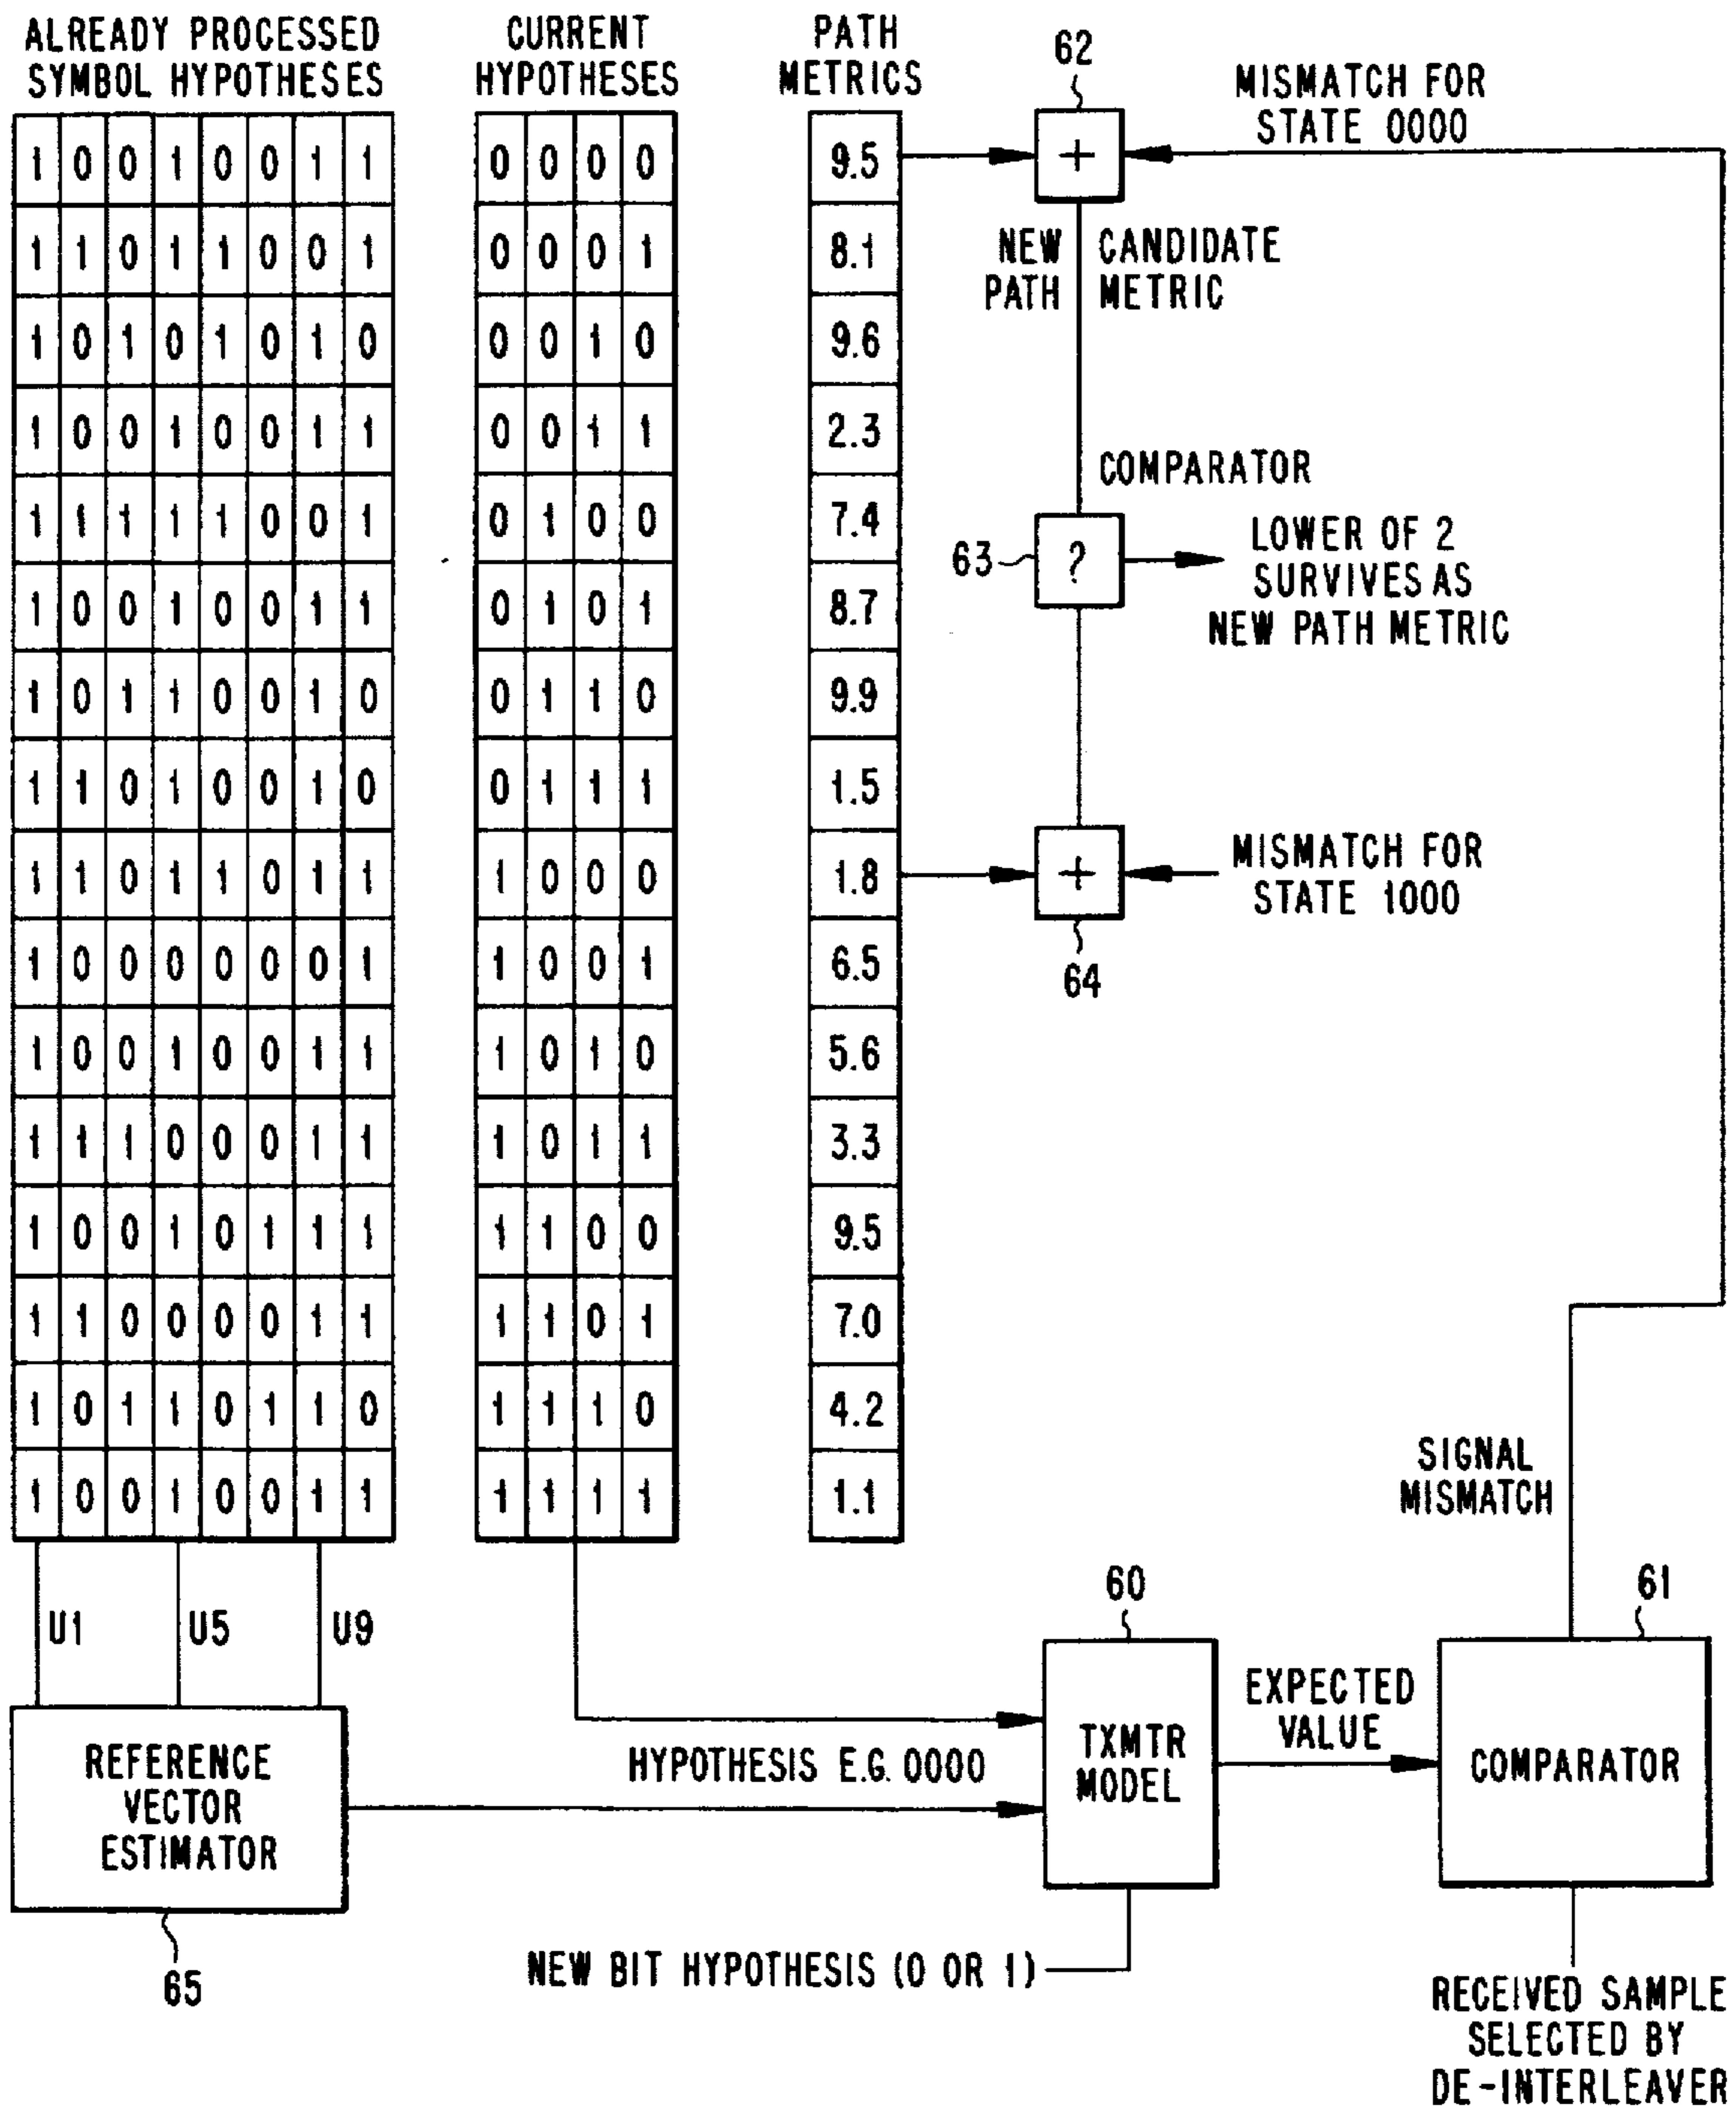 ALREADY PROCESSED
SYMBOL HYPOTHESES
CURRENT
HYPOTHESES
PATH
METRICS
62
MISMATCH FOR
STATE 0000
1 0 0 1 0 0 1 1 0 0 0 0 9.5 +
1 1 0 1 1 0 0 1 0 0 0 1 8.1
NEW PATH
CANDIDATE METRIC
1 0 1 0 1 0 1 0 0 0 1 0 9.6
1 0 0 1 0 0 1 1 0 0 1 1 2.3
COMPARATOR
1 1 1 1 1 0 0 1 0 1 0 0 7.4
63 ?
LOWER OF 2
SURVIVES AS
NEW PATH METRIC
1 0 0 1 0 0 1 1 0 1 0 1 8.7
1 0 1 1 0 0 1 0 0 1 1 0 9.9
1 1 0 1 0 0 1 0 0 1 1 1 1.5
1 1 0 1 1 0 1 1 1 0 0 0 1.8 +
MISMATCH FOR
STATE 1000
1 0 0 0 0 0 0 1 1 0 0 1 6.5
64
1 0 0 1 0 0 1 1 1 0 1 0 5.6
1 1 1 0 0 0 1 1 1 0 1 1 3.3
1 0 0 1 0 1 1 1 1 1 0 0 9.5
1 1 0 0 0 0 1 1 1 1 0 1 7.0
1 0 1 1 0 1 1 0 1 1 1 0 4.2
1 0 0 1 0 0 1 1 1 1 1 1 1.1
SIGNAL
MISMATCH
60
61
U1 U5 U9
REFERENCE
VECTOR
ESTIMATOR
65
HYPOTHESIS E.G. 0000
TXMTR
MODEL
EXPECTED
VALUE
COMPARATOR
NEW BIT HYPOTHESIS (0 OR 1)
RECEIVED SAMPLE
SELECTED BY
DE-INTERLEAVER